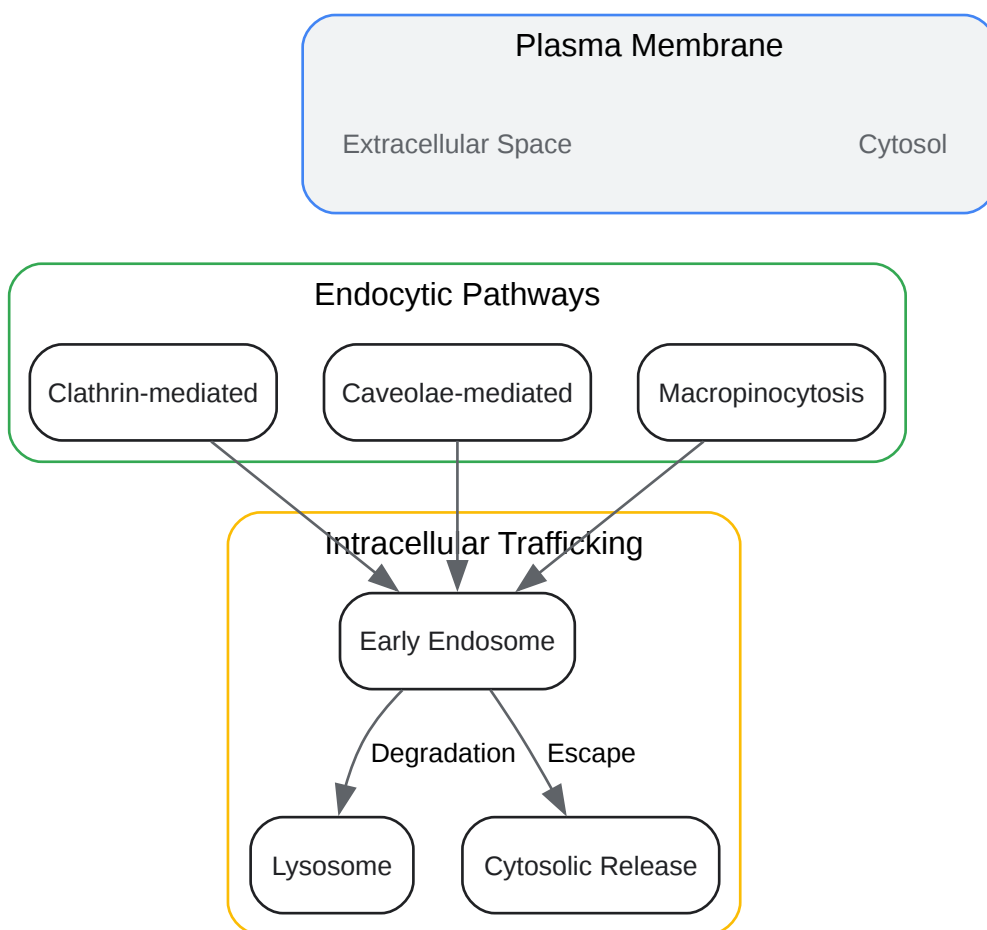 Plasma Membrane
Extracellular Space
Cytosol
Endocytic Pathways
Clathrin-mediated
Caveolae-mediated
Macropinocytosis
Intracellular Trafficking
Early Endosome
Degradation
Escape
Lysosome
Cytosolic Release